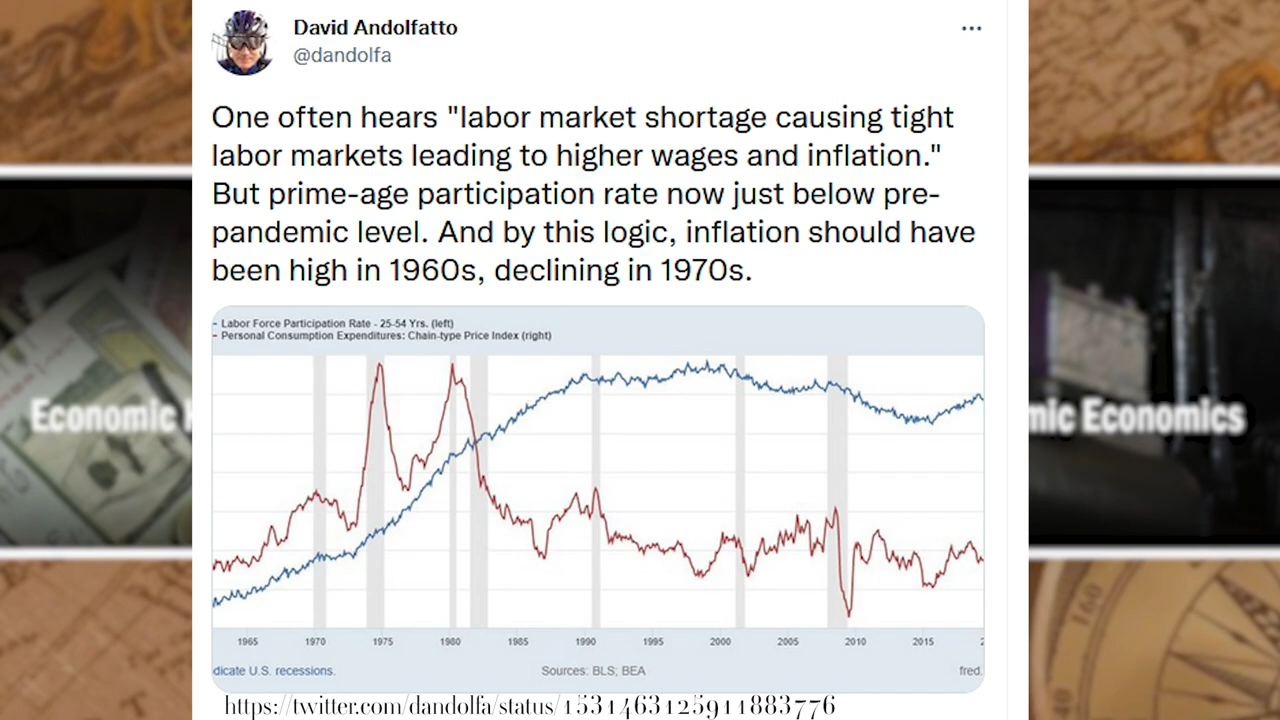 David Andolfatto
@dandolfa
One often hears "labor market shortage causing tight
labor markets leading to higher wages and inflation."
But prime-age participation rate now just below pre-
pandemic level. And by this logic, inflation should have
been high in 1960s, declining in 1970s.
Labor Force Participation Rate - 25-54 Yrs. (left)
Personal Consumption Expenditures: Chain-type Price Index (right)
1965 1970 1975 1980 1985 1990 1995 2000 2005 2010 2015 2
dicate U.S. recessions. Sources: BLS; BEA fred.
https://twitter.com/dandolfa/status/1531463125911883776
Economic
mic Economics
160
40